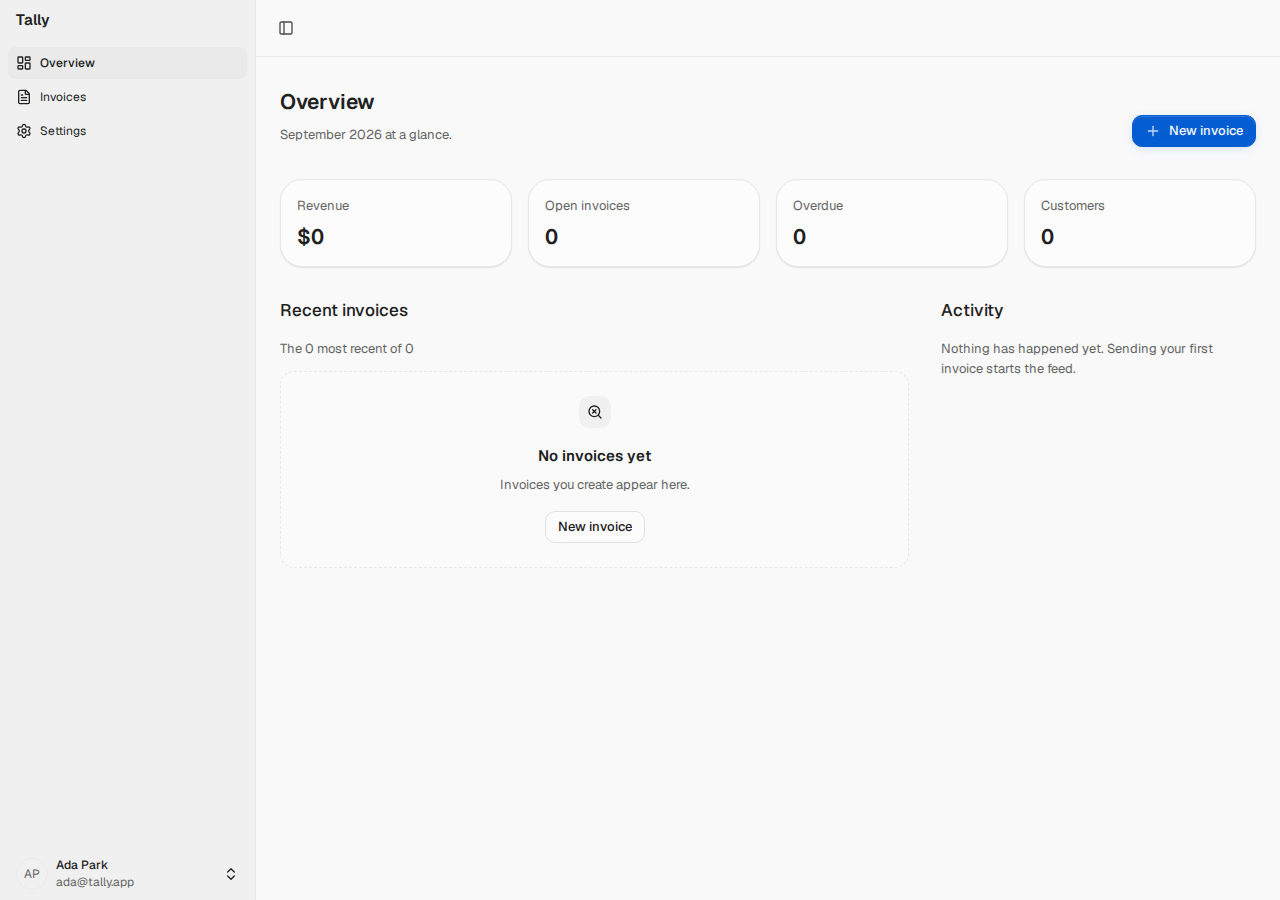 Tally
Overview
Invoices
Settings
Overview
September 2026 at a glance.
New invoice
Revenue
$0
Open invoices
0
Overdue
0
Customers
0
Recent invoices
The 0 most recent of 0
No invoices yet
Invoices you create appear here.
New invoice
Activity
Nothing has happened yet. Sending your first
invoice starts the feed.
AP
Ada Park
ada@tally.app